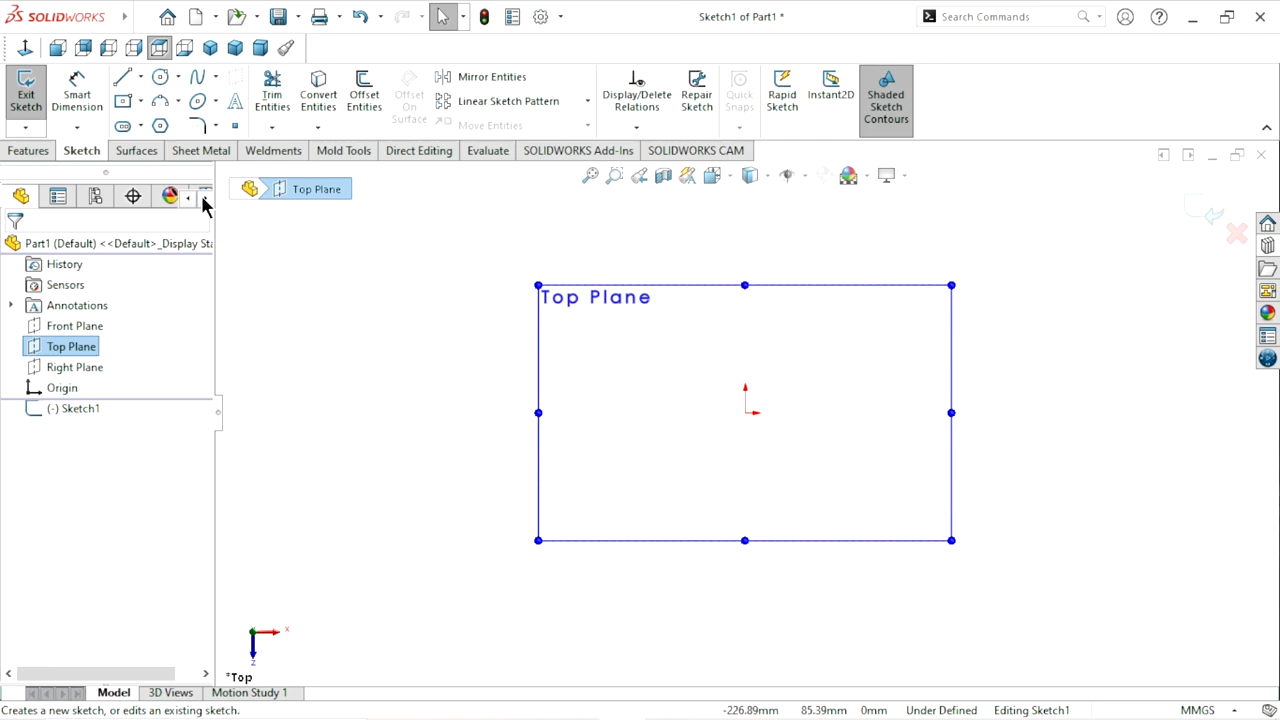 SOLIDWORKS
Sketch1 of Part1 *
Search Commands
Exit Sketch
Smart Dimension
Trim Entities
Convert Entities
Offset Entities
Offset On Surface
Mirror Entities
Linear Sketch Pattern
Move Entities
Display/Delete Relations
Repair Sketch
Quick Snaps
Rapid Sketch
Instant2D
Shaded Sketch Contours
Features
Sketch
Surfaces
Sheet Metal
Weldments
Mold Tools
Direct Editing
Evaluate
SOLIDWORKS Add-Ins
SOLIDWORKS CAM
Top Plane
Part1 (Default) <<Default>_Display Sta
History
Sensors
Annotations
Front Plane
Top Plane
Right Plane
Origin
(-) Sketch1
Top Plane
X
Z
*Top
Model
3D Views
Motion Study 1
Creates a new sketch, or edits an existing sketch.
-226.89mm
85.39mm
0mm
Under Defined
Editing Sketch1
MMGS